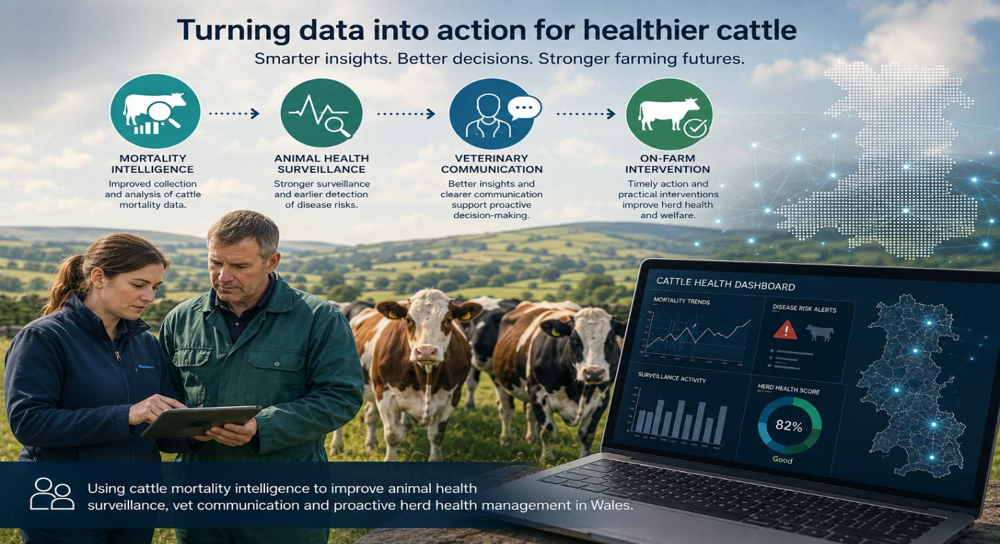 Turning data into action for healthier cattle
Smarter insights. Better decisions. Stronger farming futures.
MORTALITY
INTELLIGENCE
Improved collection
and analysis of cattle
mortality data.
ANIMAL HEALTH
SURVEILLANCE
Stronger surveillance
and earlier detection
of disease risks.
VETERINARY
COMMUNICATION
Better insights and
clearer communication
support proactive
decision-making.
ON-FARM
INTERVENTION
Timely action and
practical interventions
improve herd health
and welfare.
CATTLE HEALTH DASHBOARD
MORTALITY TRENDS
DISEASE RISK ALERTS
!
SURVEILLANCE ACTIVITY
HERD HEALTH SCORE
82%
Good
Using cattle mortality intelligence to improve animal health
surveillance, vet communication and proactive herd health management in Wales.